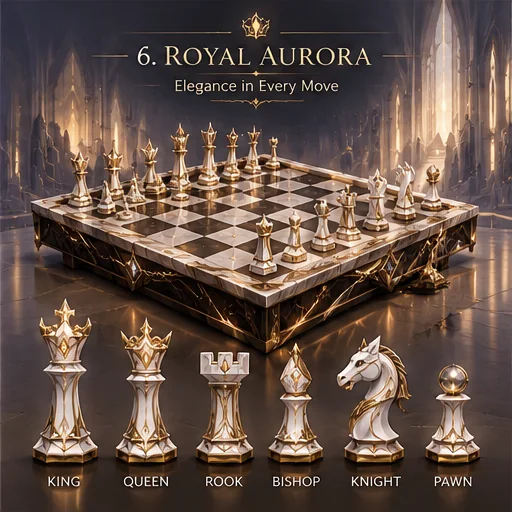 6. Royal Aurora
Elegance in Every Move
KING QUEEN ROOK BISHOP KNIGHT PAWN